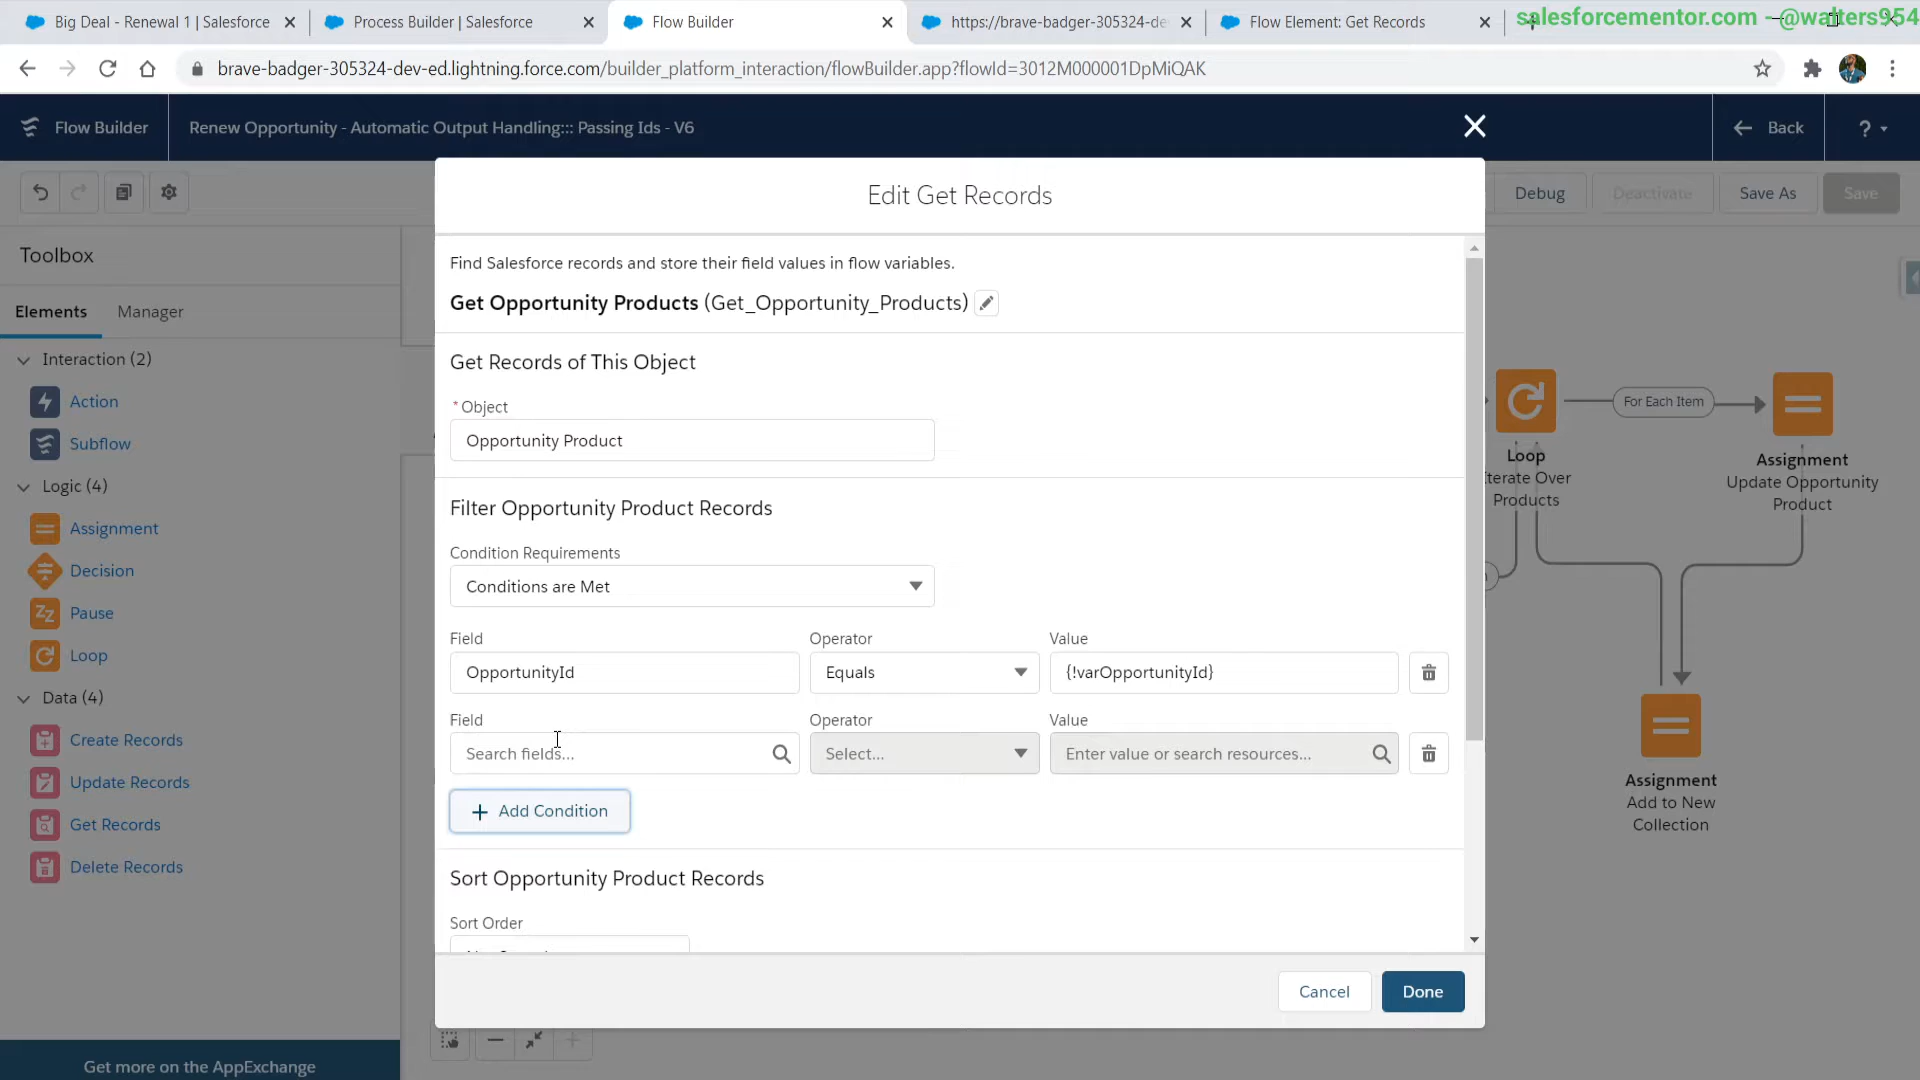 Big Deal - Renewal 1 | Salesforce
Process Builder | Salesforce
Flow Builder
https://brave-badger-305324-de
Flow Element: Get Records
salesforcementor.com - @walters954
brave-badger-305324-dev-ed.lightning.force.com/builder_platform_interaction/flowBuilder.app?flowId=3012M000001DpMiQAK
Flow Builder
Renew Opportunity - Automatic Output Handling::: Passing Ids - V6
Back
?
Debug
Deactivate
Save As
Save
Toolbox
Elements
Manager
Interaction (2)
Action
Subflow
Logic (4)
Assignment
Decision
Pause
Loop
Data (4)
Create Records
Update Records
Get Records
Delete Records
Get more on the AppExchange
Edit Get Records
Find Salesforce records and store their field values in flow variables.
Get Opportunity Products (Get_Opportunity_Products)
Get Records of This Object
* Object
Opportunity Product
Filter Opportunity Product Records
Condition Requirements
Conditions are Met
Field
Operator
Value
OpportunityId
Equals
{!varOpportunityId}
Field
Operator
Value
Search fields...
Select...
Enter value or search resources...
+ Add Condition
Sort Opportunity Product Records
Sort Order
Cancel
Done
For Each Item
Loop
Iterate Over
Products
Assignment
Update Opportunity
Product
Assignment
Add to New
Collection